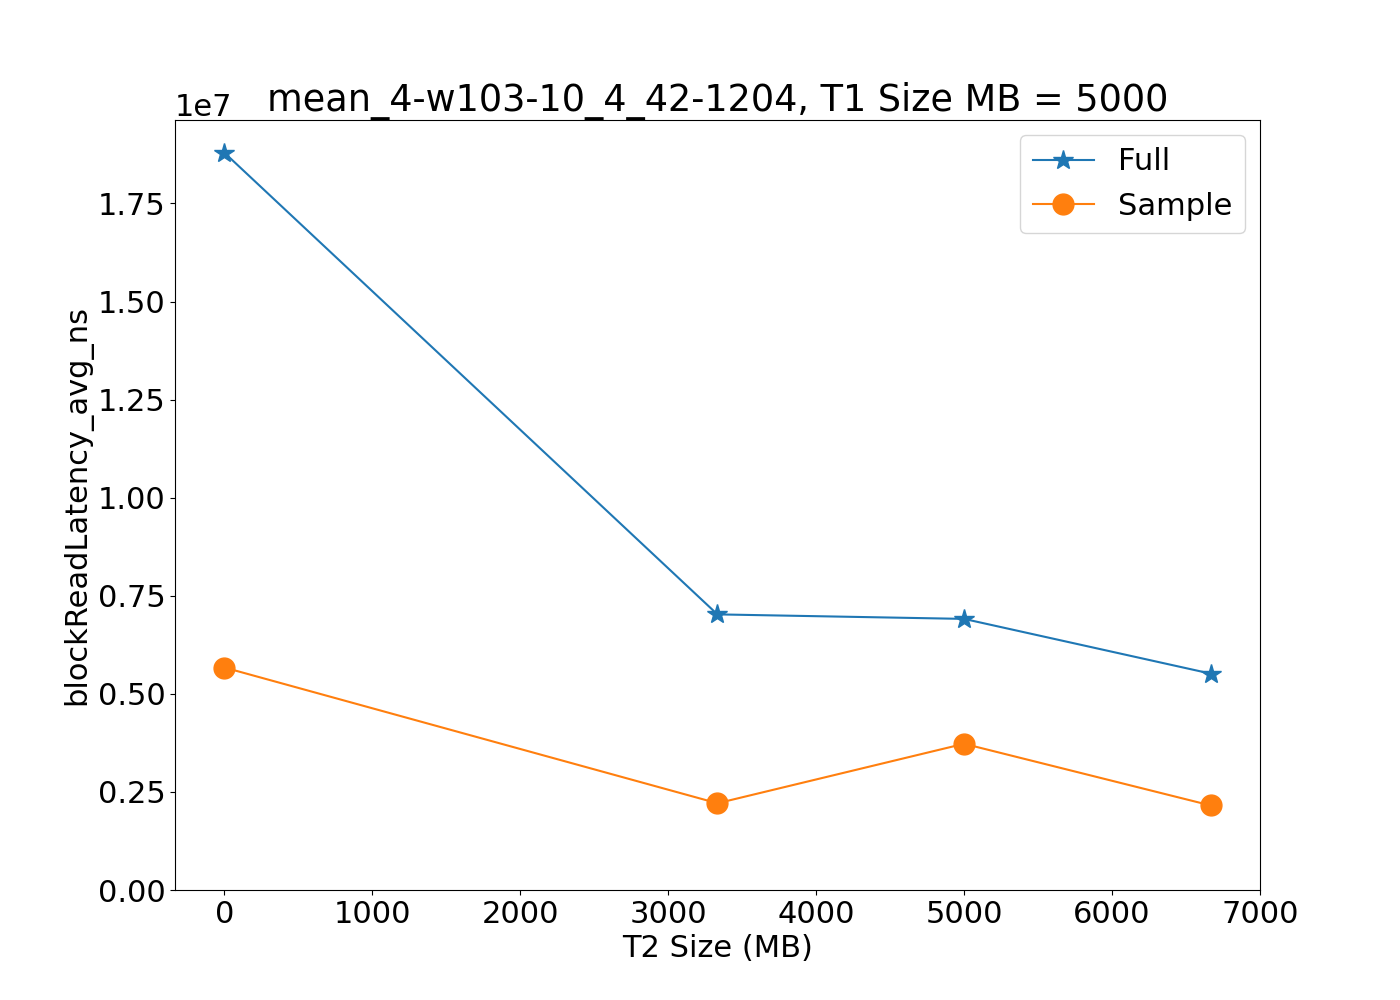 1e7
mean_4-w103-10_4_42-1204, T1 Size MB = 5000
Full
Sample
1.75
1.50
1.25
1.00
0.75
0.50
0.25
0.00
blockReadLatency_avg_ns
0 1000 2000 3000 4000 5000 6000 7000
T2 Size (MB)